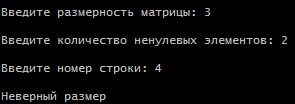 Введите размерность матрицы: 3
Введите количество ненулевых элементов: 2
Введите номер строки: 4
Неверный размер